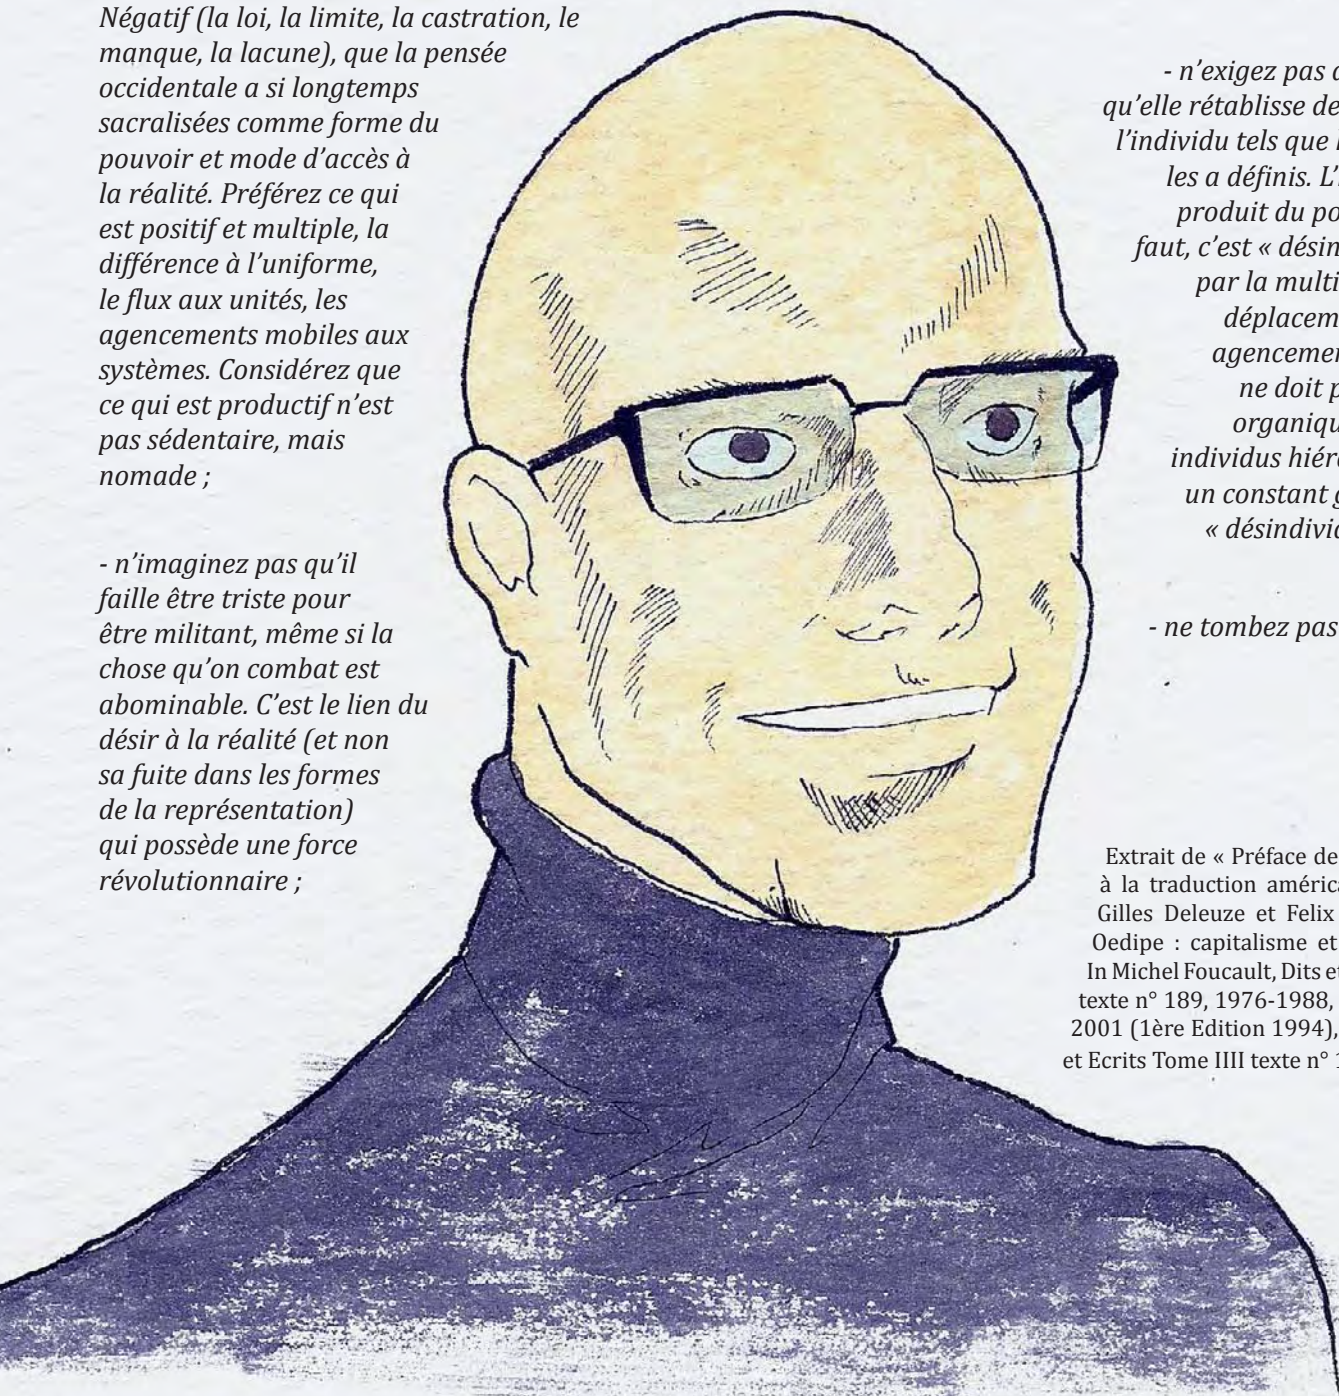 Négatif (la loi, la limite, la castration, le
manque, la lacune), que la pensée
occidentale a si longtemps
sacralisées comme forme du
pouvoir et mode d’accès à
la réalité. Préférez ce qui
est positif et multiple, la
différence à l’uniforme,
le flux aux unités, les
agencements mobiles aux
systèmes. Considérez que
ce qui est productif n’est
pas sédentaire, mais
nomade ;
- n’imaginez pas qu’il
faille être triste pour
être militant, même si la
chose qu’on combat est
abominable. C’est le lien du
désir à la réalité (et non
sa fuite dans les formes
de la représentation)
qui possède une force
révolutionnaire ;
- n’exigez pas
qu’elle rétablisse de
l’individu tels que
les a définis. L’
produit du po
faut, c’est « désin
par la multi
déplacem
agencemen
ne doit p
organiqu
individus hiér
un constant
« désindivi
- ne tombez pas
Extrait de « Préface de
à la traduction améric
Gilles Deleuze et Felix
Oedipe : capitalisme et
In Michel Foucault, Dits et
texte n° 189, 1976-1988,
2001 (1ère Edition 1994),
et Ecrits Tome IIII texte n°